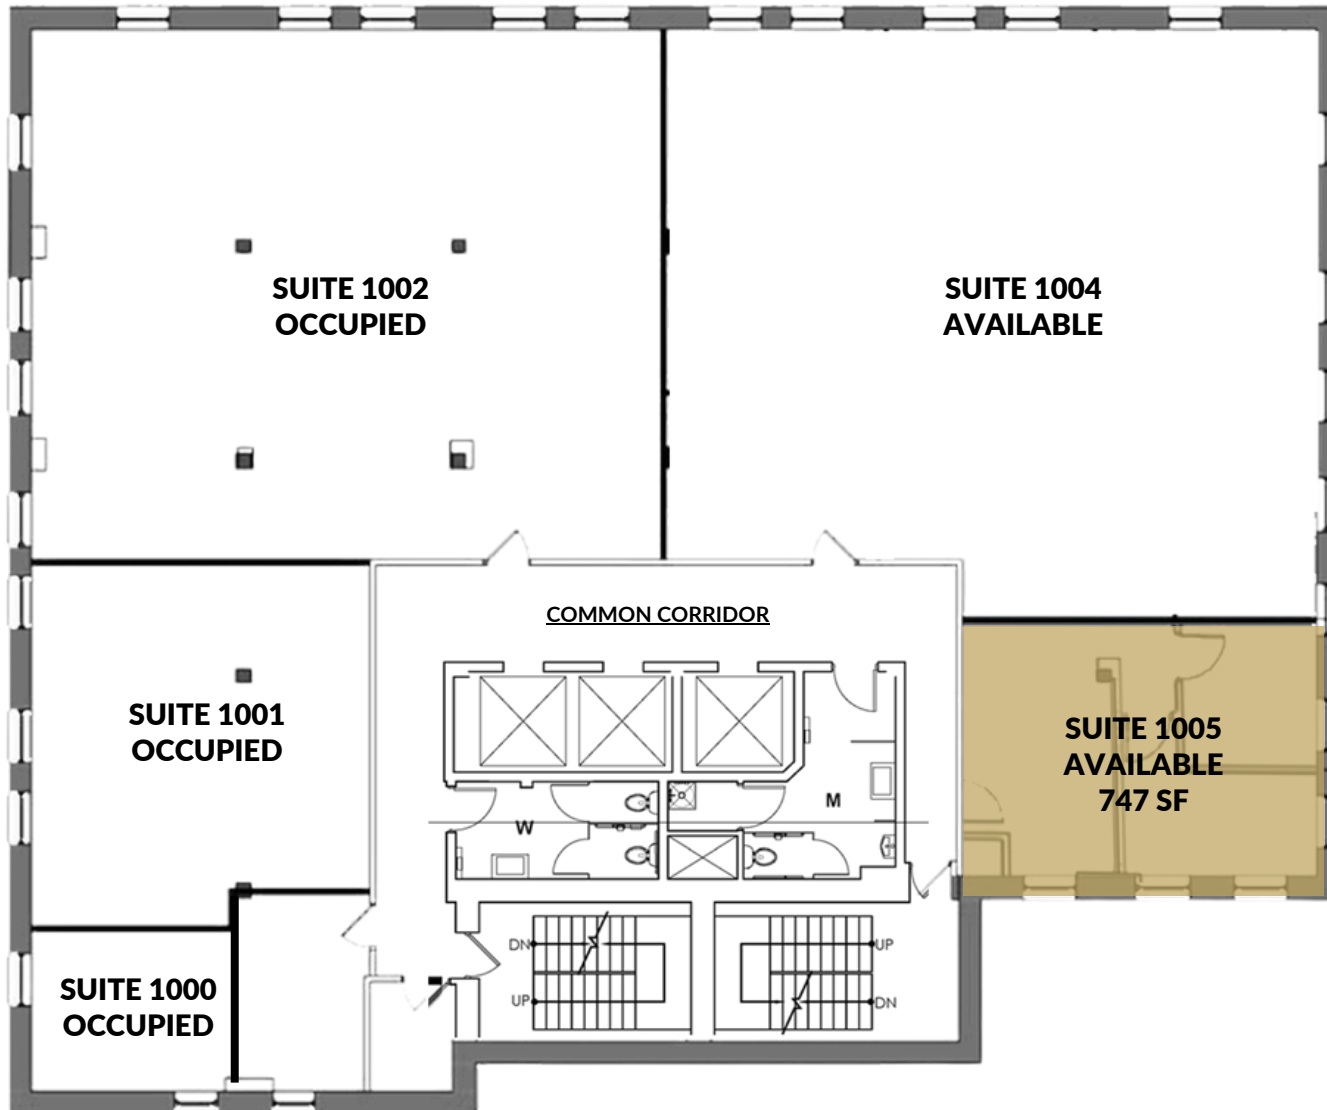 SUITE 1002
OCCUPIED
SUITE 1004
AVAILABLE
COMMON CORRIDOR
SUITE 1001
OCCUPIED
SUITE 1005
AVAILABLE
747 SF
W
M
DN
UP
UP
DN
SUITE 1000
OCCUPIED